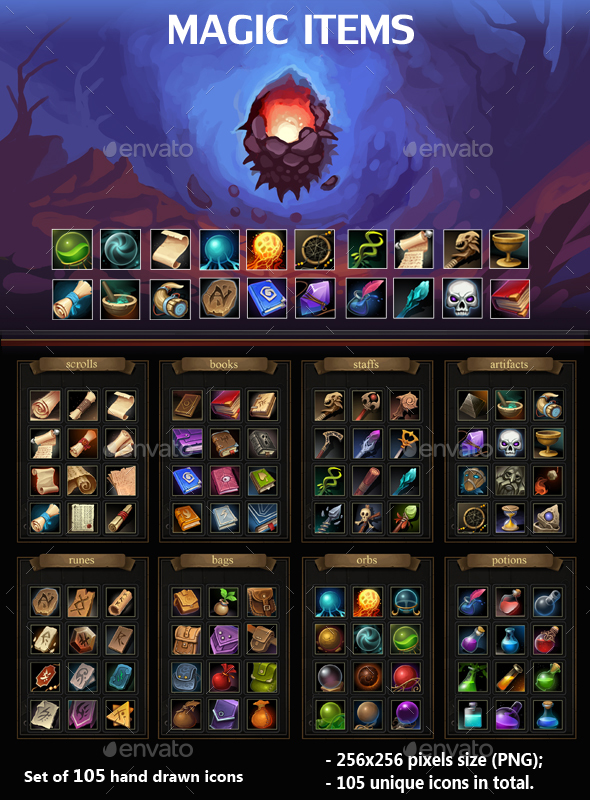 MAGIC ITEMS
envato envato
scrolls books staffs artifacts
envato envato
runes bags orbs potions
envato envato
Set of 105 hand drawn icons
- 256x256 pixels size (PNG);
- 105 unique icons in total.